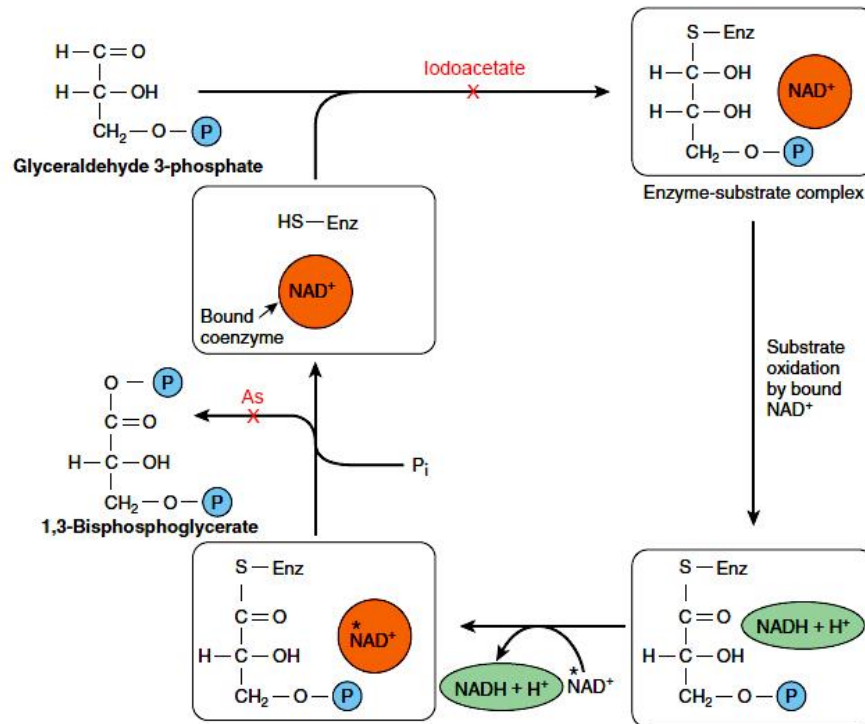 H—C=O
H—C—OH
CH₂—O—P
Glyceraldehyde 3-phosphate
Iodoacetate
X
S—Enz
H—C—OH
H—C—OH
CH₂—O—P
NAD⁺
Enzyme-substrate complex
HS—Enz
NAD⁺
Bound
coenzyme
Substrate
oxidation
by bound
NAD⁺
O—P
C=O
H—C—OH
CH₂—O—P
1,3-Bisphosphoglycerate
As
X
Pᵢ
S—Enz
C=O
H—C—OH
CH₂—O—P
*
NAD⁺
NADH + H⁺
*
NAD⁺
S—Enz
C=O
H—C—OH
CH₂—O—P
NADH + H⁺